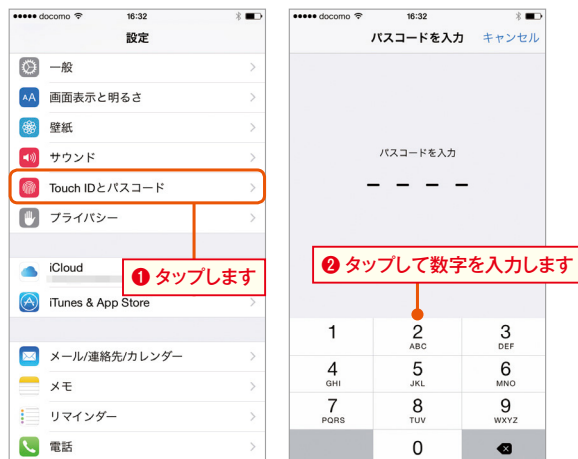 docomo 16:32
設定
一般
画面表示と明るさ
壁紙
サウンド
Touch IDとパスコード
プライバシー
❶ タップします
iCloud
iTunes & App Store
メール/連絡先/カレンダー
メモ
リマインダー
電話
docomo 16:32
パスコードを入力 キャンセル
パスコードを入力
❷ タップして数字を入力します
1 2 3
ABC DEF
4 5 6
GHI JKL MNO
7 8 9
PQRS TUV WXYZ
0